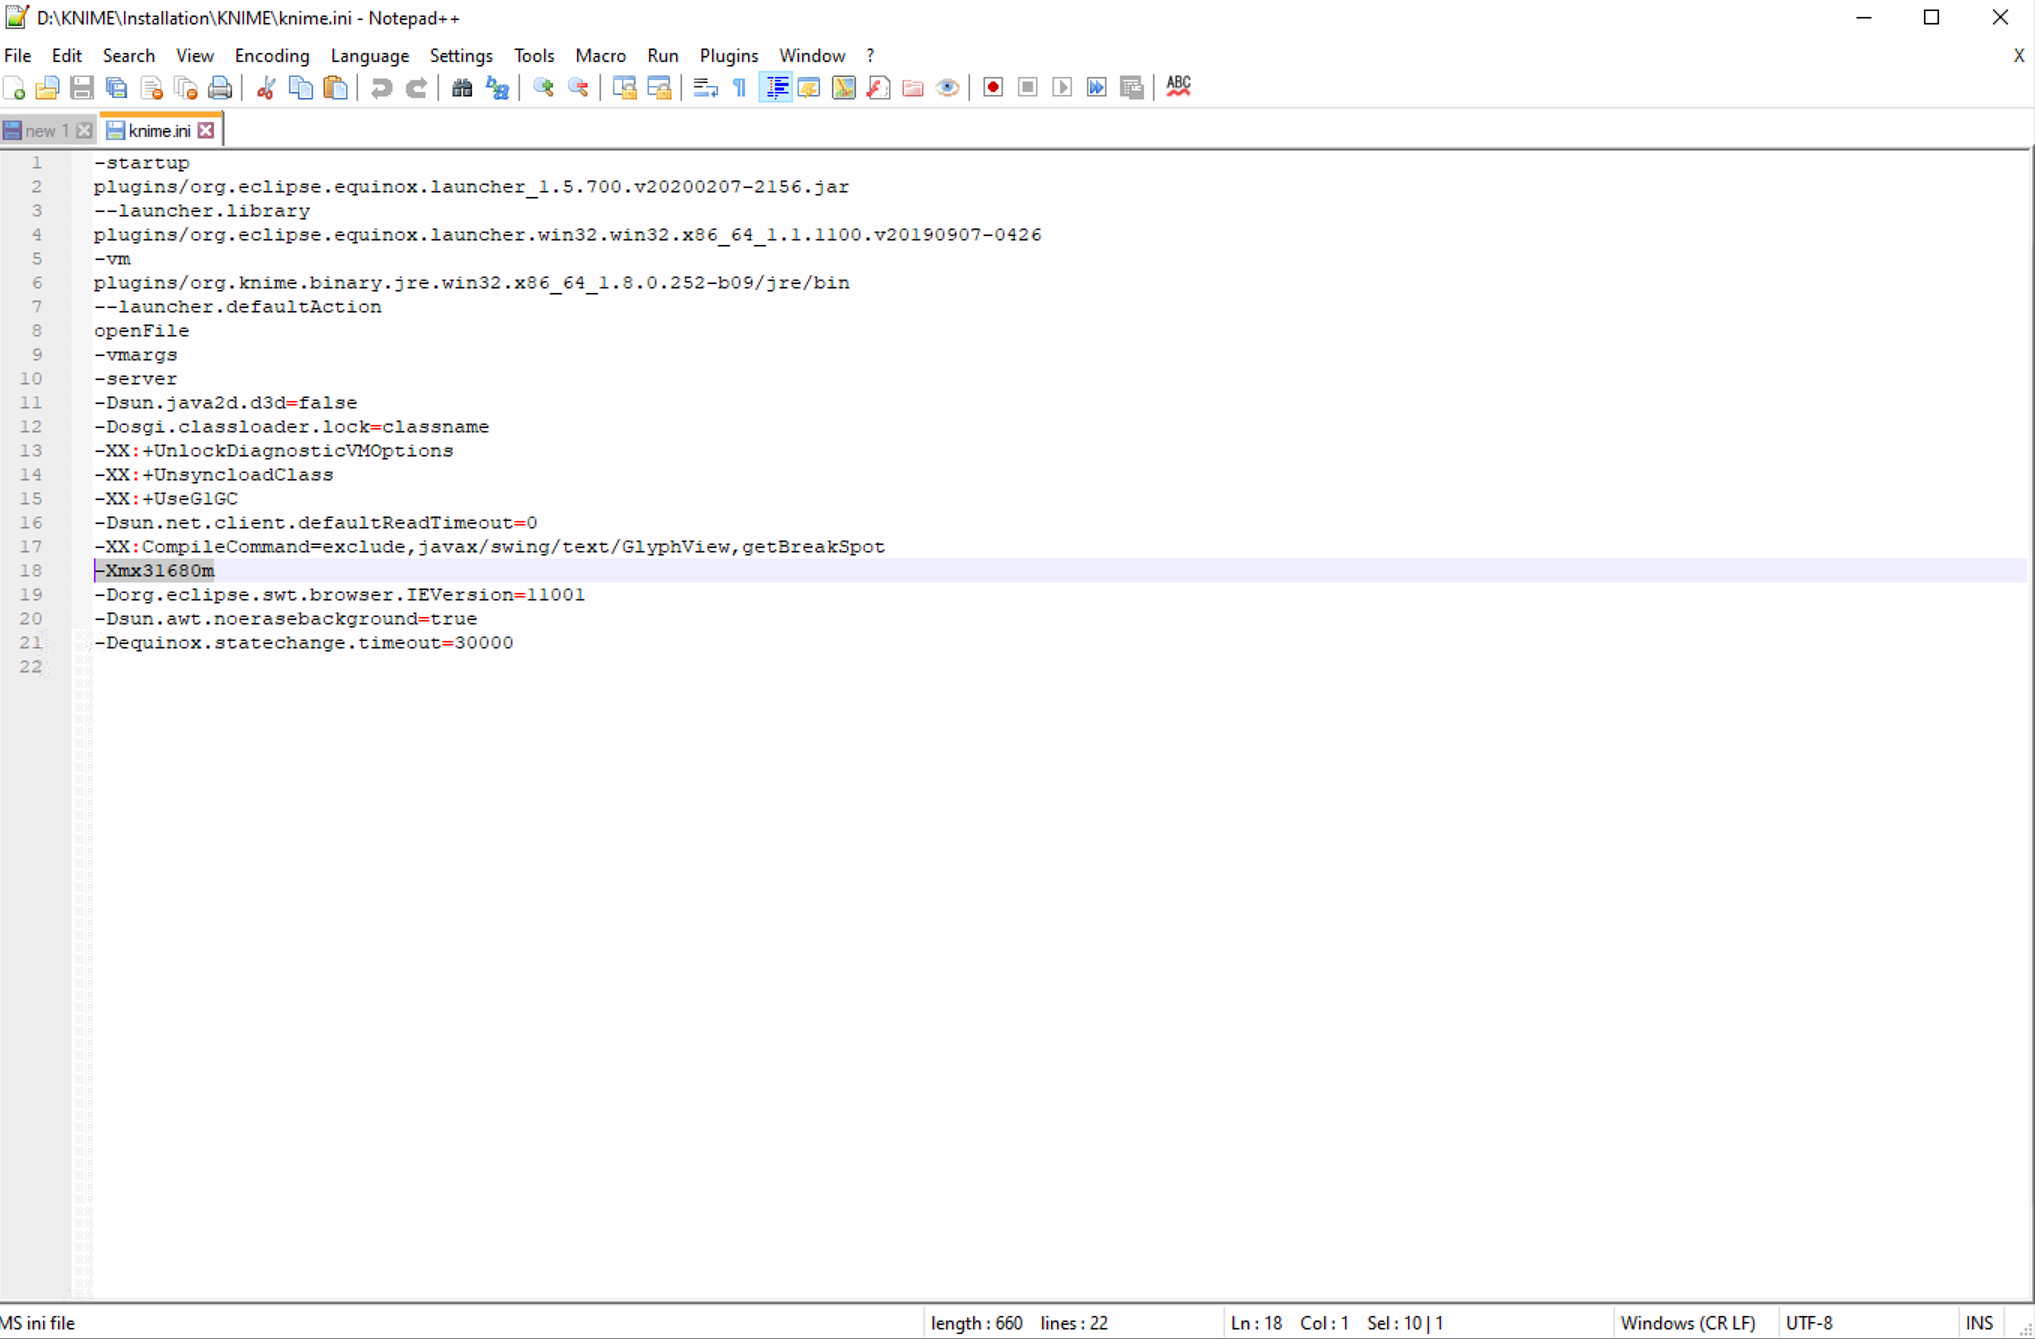 D:\KNIME\Installation\KNIME\knime.ini - Notepad++
File Edit Search View Encoding Language Settings Tools Macro Run Plugins Window ? X
ABC
new 1 knime.ini
1 -startup
2 plugins/org.eclipse.equinox.launcher_1.5.700.v20200207-2156.jar
3 --launcher.library
4 plugins/org.eclipse.equinox.launcher.win32.win32.x86_64_1.1.1100.v20190907-0426
5 -vm
6 plugins/org.knime.binary.jre.win32.x86_64_1.8.0.252-b09/jre/bin
7 --launcher.defaultAction
8 openFile
9 -vmargs
10 -server
11 -Dsun.java2d.d3d=false
12 -Dosgi.classloader.lock=classname
13 -XX:+UnlockDiagnosticVMOptions
14 -XX:+UnsyncloadClass
15 -XX:+UseG1GC
16 -Dsun.net.client.defaultReadTimeout=0
17 -XX:CompileCommand=exclude,javax/swing/text/GlyphView,getBreakSpot
18 -Xmx31680m
19 -Dorg.eclipse.swt.browser.IEVersion=11001
20 -Dsun.awt.noerasebackground=true
21 -Dequinox.statechange.timeout=30000
22
MS ini file length : 660 lines : 22 Ln : 18 Col : 1 Sel : 10 | 1 Windows (CR LF) UTF-8 INS